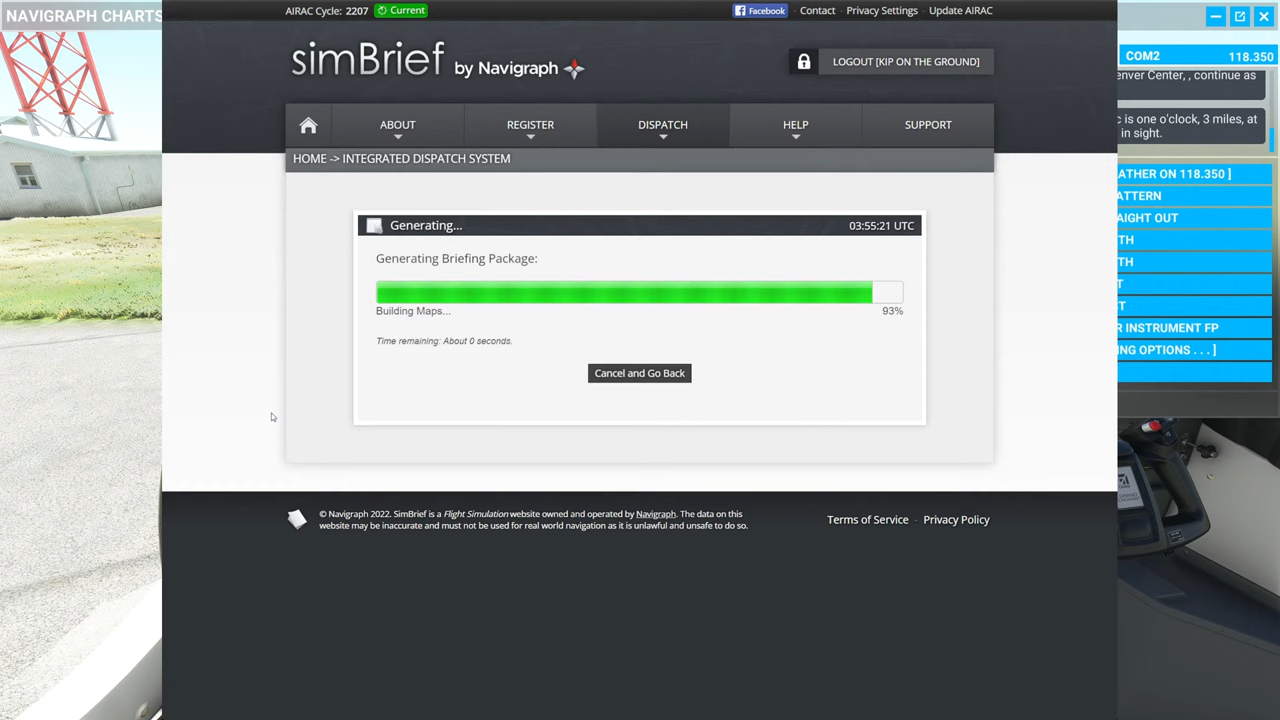 NAVIGRAPH CHARTS
AIRAC Cycle: 2207 Current
Facebook Contact Privacy Settings Update AIRAC
simBrief by Navigraph
LOGOUT [KIP ON THE GROUND]
ABOUT REGISTER DISPATCH HELP SUPPORT
HOME -> INTEGRATED DISPATCH SYSTEM
Generating... 03:55:21 UTC
Generating Briefing Package:
Building Maps... 93%
Time remaining: About 0 seconds.
Cancel and Go Back
© Navigraph 2022. SimBrief is a Flight Simulation website owned and operated by Navigraph. The data on this
website may be inaccurate and must not be used for real world navigation as it is unlawful and unsafe to do so.
Terms of Service Privacy Policy
COM2 118.350
enver Center, , continue as
c is one o'clock, 3 miles, at
in sight.
ATHER ON 118.350 ]
ATTERN
AIGHT OUT
TH
TH
T
ST
R INSTRUMENT FP
NG OPTIONS . . . ]